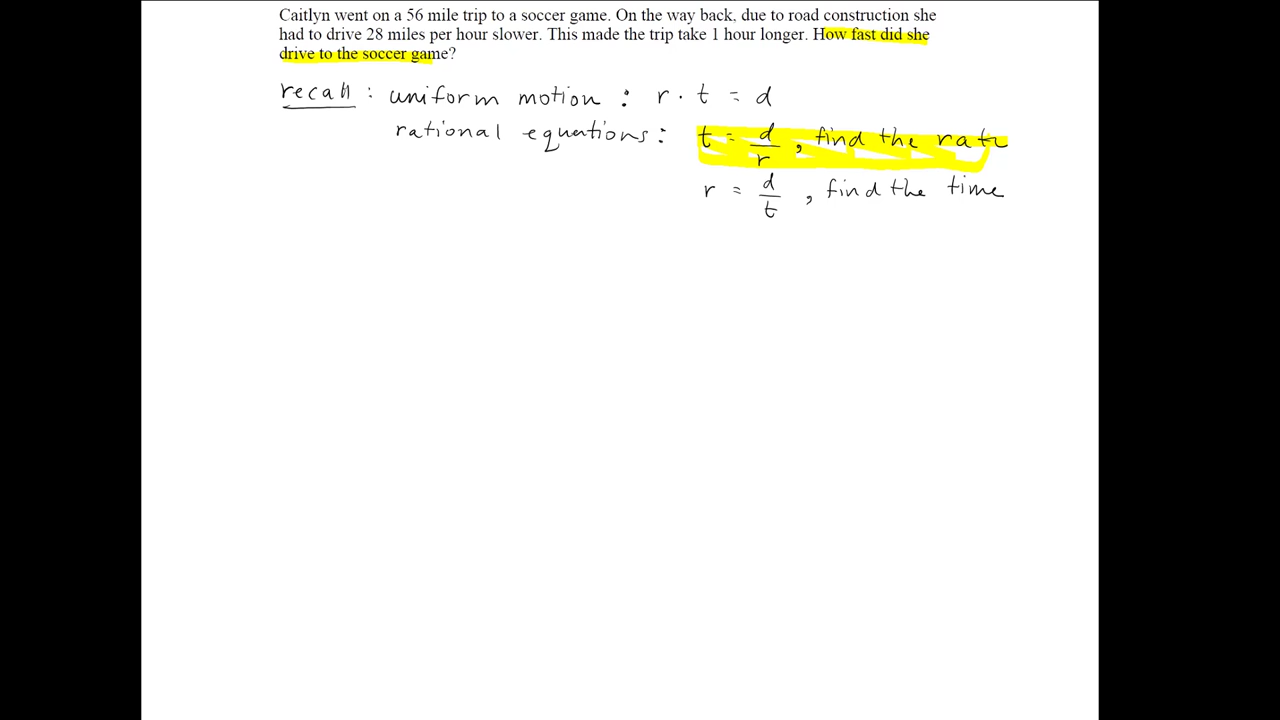 Caitlyn went on a 56 mile trip to a soccer game. On the way back, due to road construction she
had to drive 28 miles per hour slower. This made the trip take 1 hour longer. How fast did she
drive to the soccer game?
recall : uniform motion : r · t = d
rational equations : t = d/r , find the rate
r = d/t , find the time